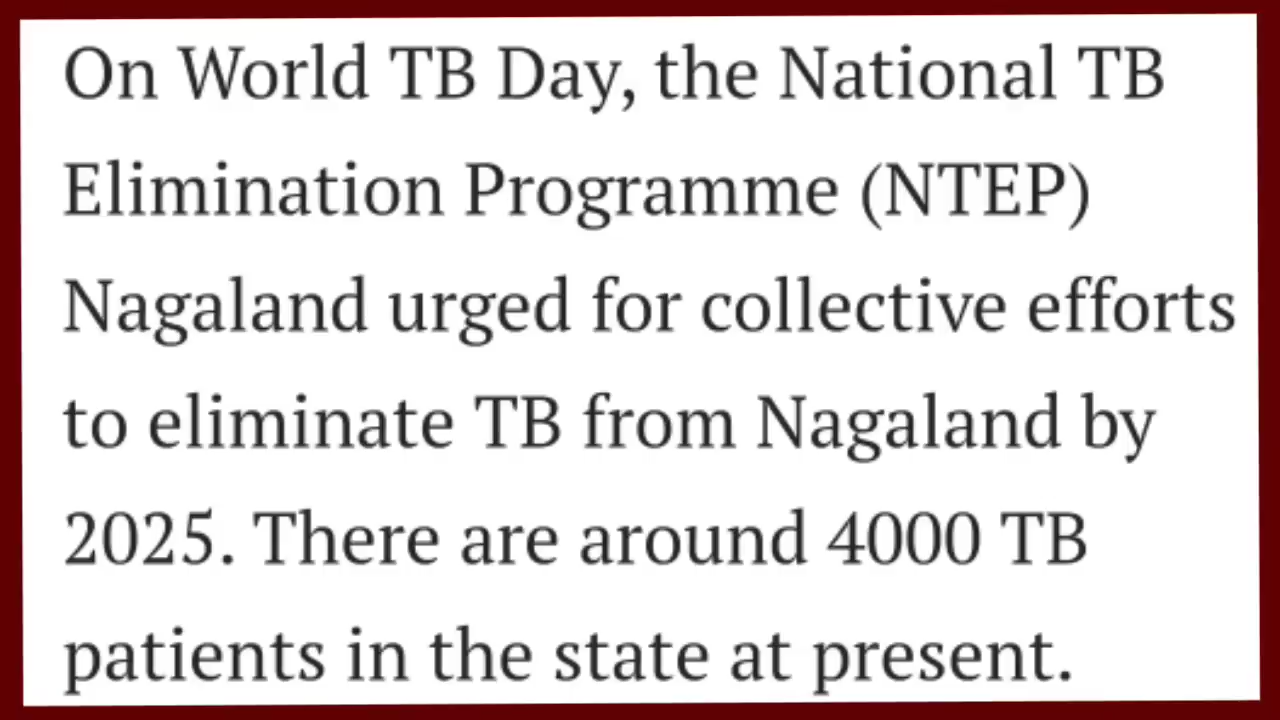 On World TB Day, the National TB
Elimination Programme (NTEP)
Nagaland urged for collective efforts
to eliminate TB from Nagaland by
2025. There are around 4000 TB
patients in the state at present.